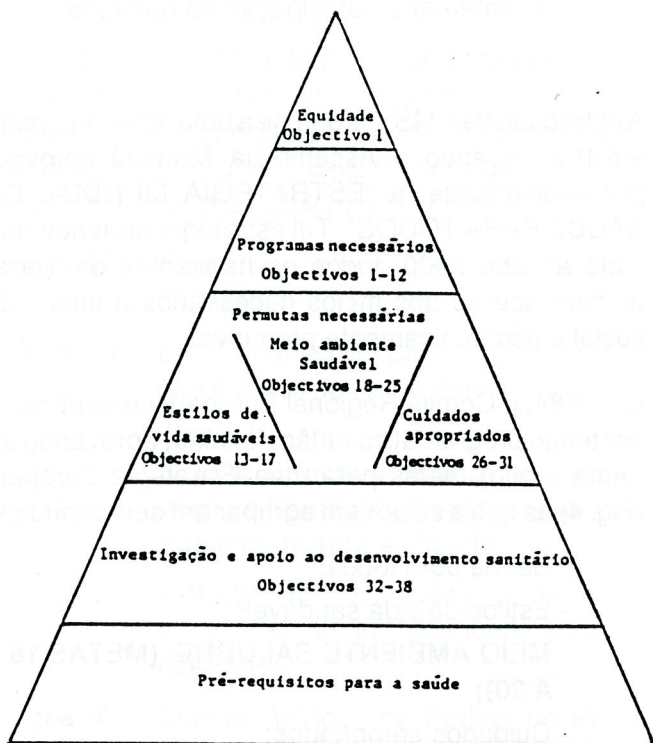 Equidade
Objectivo 1
Programas necessários
Objectivos 1-12
Permutas necessárias
Meio ambiente
Saudável
Objectivos 18-25
Estilos de
vida saudáveis
Objectivos 13-17
Cuidados
apropriados
Objectivos 26-31
Investigação e apoio ao desenvolvimento sanitário
Objectivos 32-38
Pré-requisitos para a saúde